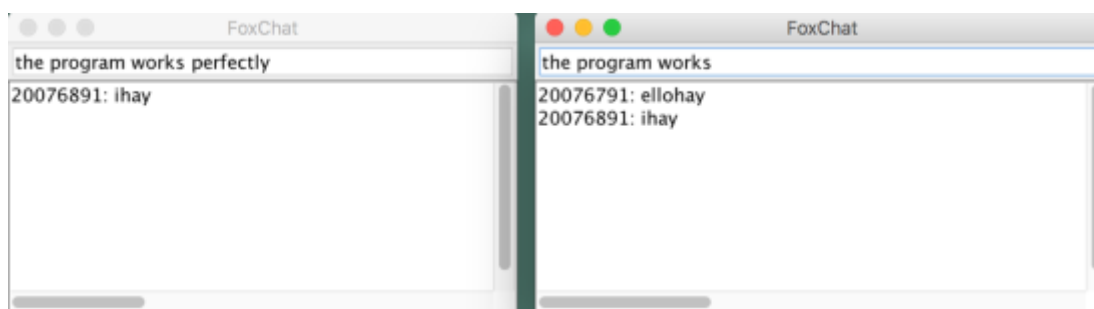 FoxChat
the program works perfectly
20076891: ihay
FoxChat
the program works
20076791: ellohay
20076891: ihay